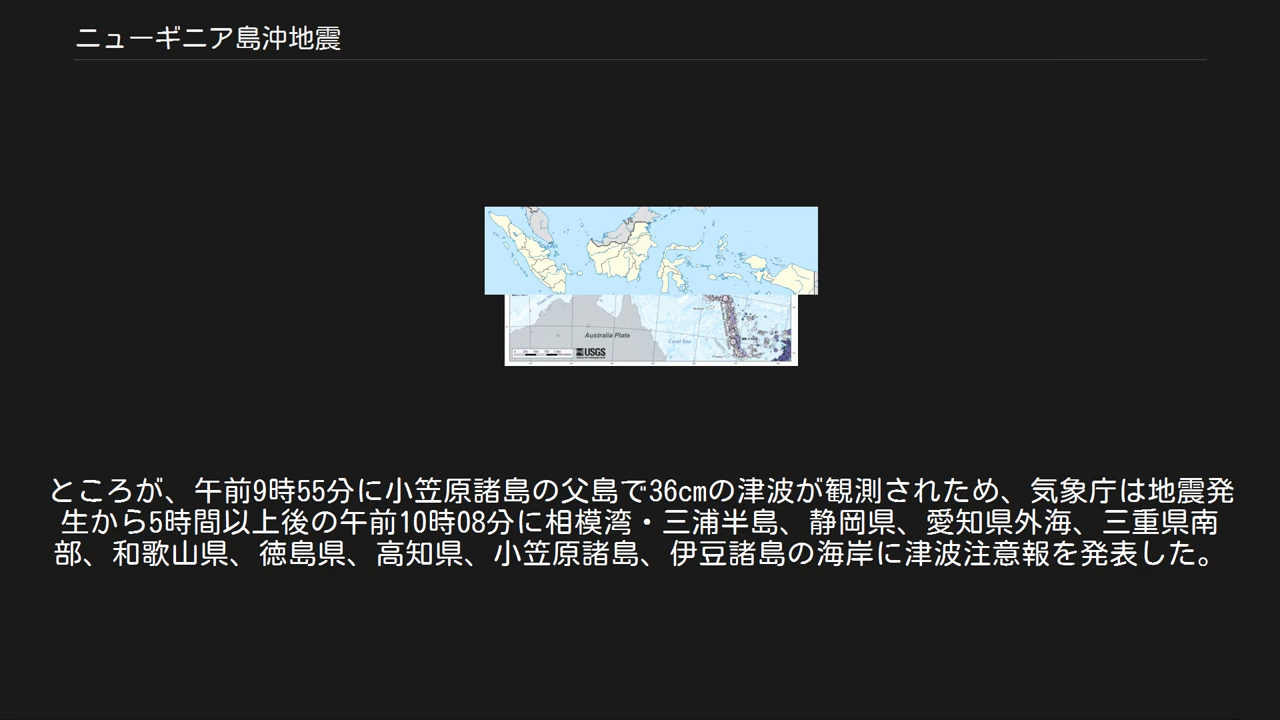 ニューギニア島沖地震
Australia Plate
Coral Sea
USGS
ところが、午前9時55分に小笠原諸島の父島で36cmの津波が観測されたため、気象庁は地震発
生から5時間以上後の午前10時08分に相模湾・三浦半島、静岡県、愛知県外海、三重県南
部、和歌山県、徳島県、高知県、小笠原諸島、伊豆諸島の海岸に津波注意報を発表した。